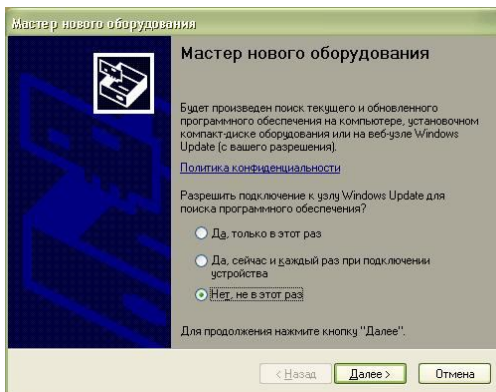 Мастер нового оборудования
Мастер нового оборудования
Будет произведен поиск текущего и обновленного
программного обеспечения на компьютере, установочном
компакт-диске оборудования или на веб-узле Windows
Update (с вашего разрешения).
Политика конфиденциальности
Разрешить подключение к узлу Windows Update для
поиска программного обеспечения?
Да, только в этот раз
Да, сейчас и каждый раз при подключении
устройства
Нет, не в этот раз
Для продолжения нажмите кнопку "Далее".
< Назад
Далее >
Отмена